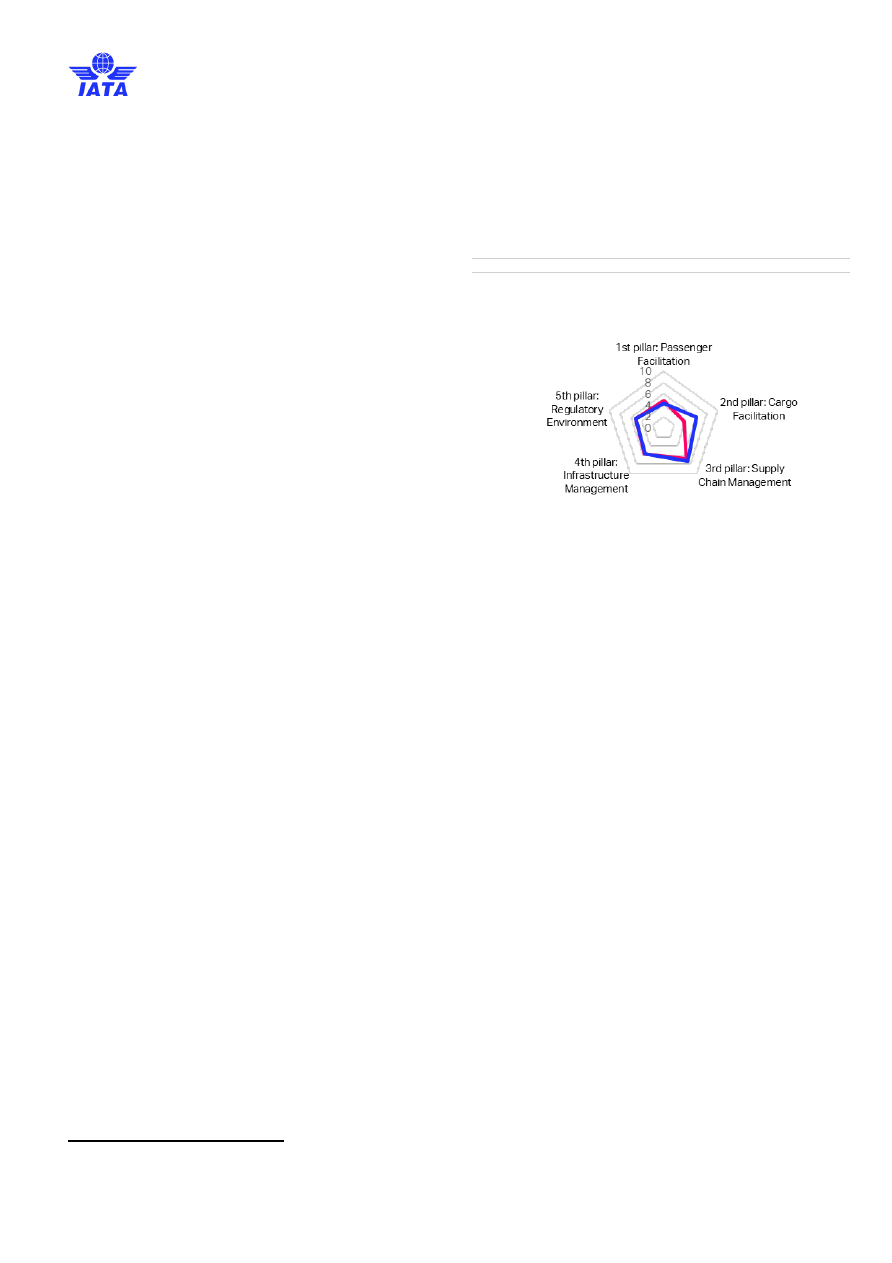 IATA
1st pillar: Passenger
Facilitation
10
8
6
4
2
0
2nd pillar: Cargo
Facilitation
3rd pillar: Supply
Chain Management
4th pillar:
Infrastructure
Management
5th pillar:
Regulatory
Environment